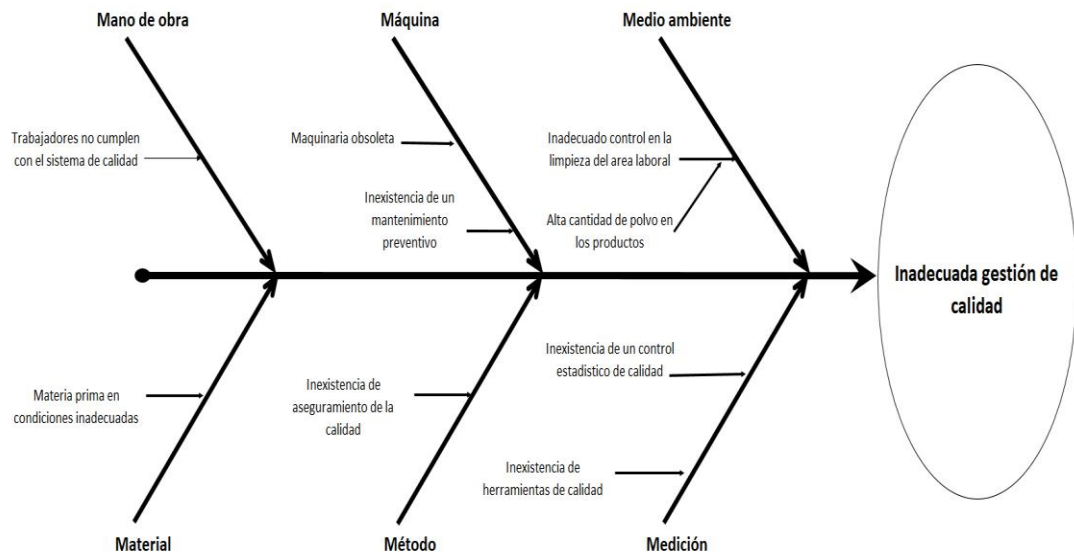 Mano de obra
Máquina
Medio ambiente
Trabajadores no cumplen
con el sistema de calidad
Maquinaria obsoleta
Inexistencia de un
mantenimiento
preventivo
Inadecuado control en la
limpieza del area laboral
Alta cantidad de polvo en
los productos
Inadecuada gestión de
calidad
Materia prima en
condiciones inadecuadas
Inexistencia de
aseguramiento de la
calidad
Inexistencia de un control
estadístico de calidad
Inexistencia de
herramientas de calidad
Material
Método
Medición